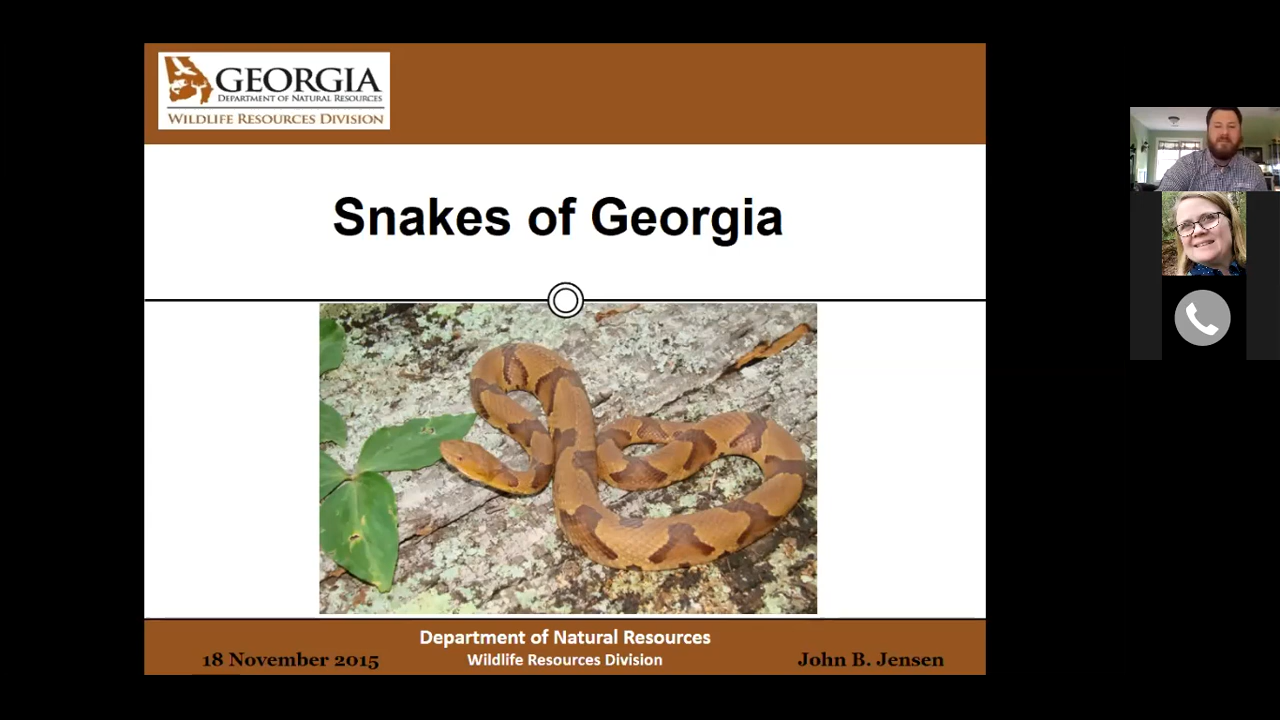 GEORGIA
DEPARTMENT OF NATURAL RESOURCES
WILDLIFE RESOURCES DIVISION
Snakes of Georgia
Department of Natural Resources
Wildlife Resources Division
18 November 2015
John B. Jensen